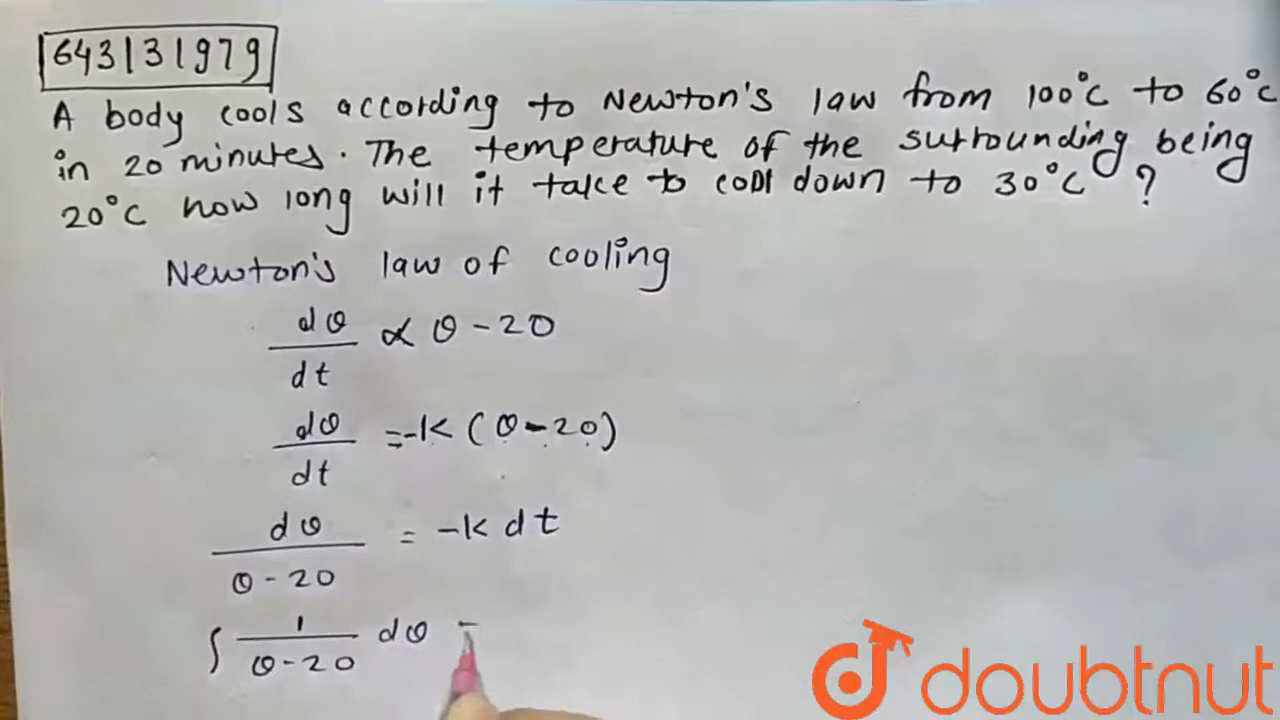 643131979
A body cools according to Newton's law from 100°C to 60°C
in 20 minutes. The temperature of the surrounding being
20°C how long will it take to cool down to 30°C ?
Newton's law of cooling
dθ/dt ∝ θ - 20
dθ/dt = -K (θ - 20)
dθ/θ - 20 = -K dt
∫ 1/θ - 20 dθ =
doubtnut